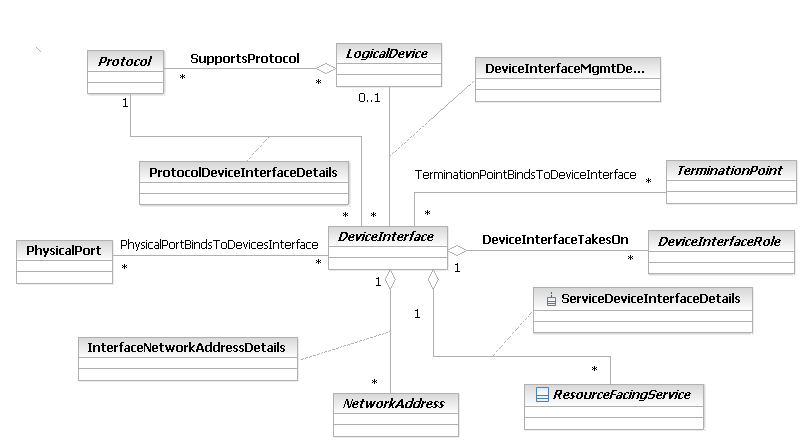 Protocol
SupportsProtocol
LogicalDevice
DeviceInterfaceMgmtDe...
*
*
1
0..1
ProtocolDeviceInterfaceDetails
TerminationPointBindsToDeviceInterface
*
TerminationPoint
*
*
*
PhysicalPort
PhysicalPortBindsToDevicesInterface
*
*
DeviceInterface
DeviceInterfaceTakesOn
1
*
DeviceInterfaceRole
1
1
ServiceDeviceInterfaceDetails
InterfaceNetworkAddressDetails
*
*
NetworkAddress
ResourceFacingService